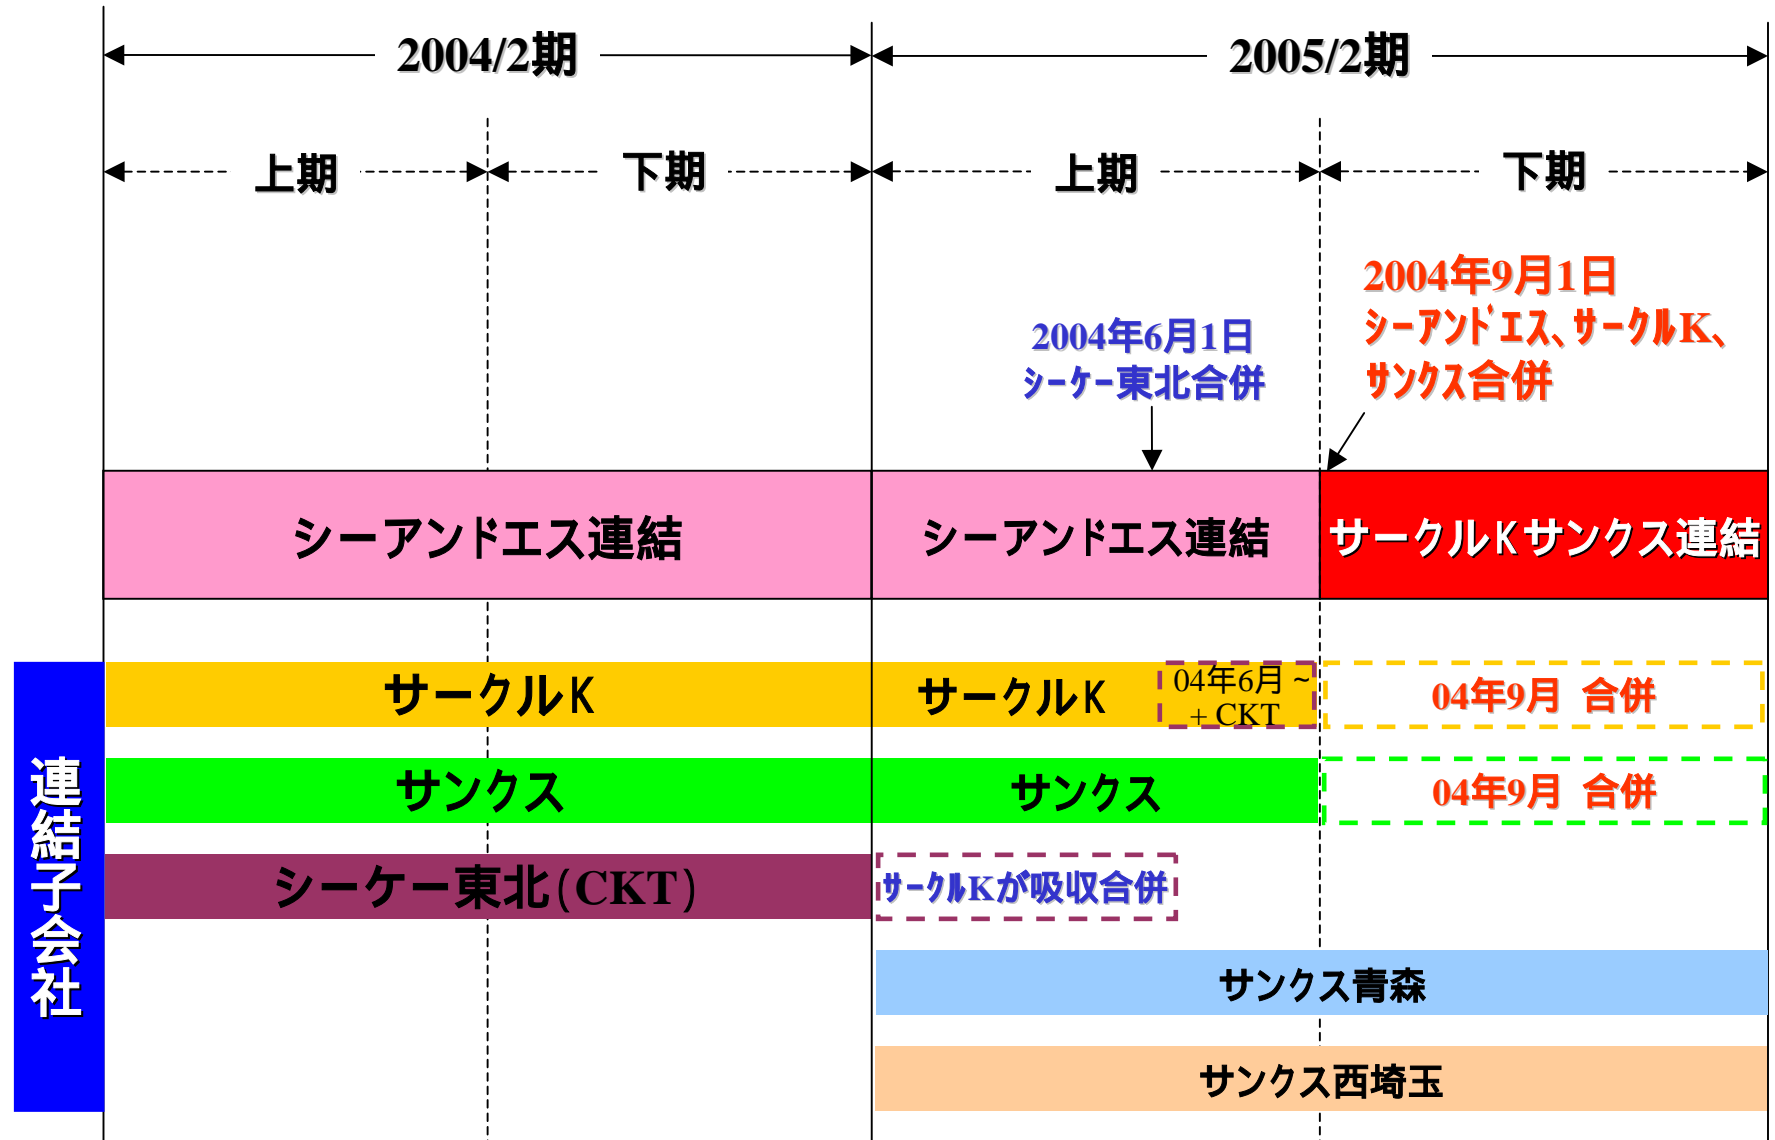 2004/2期
2005/2期
上期
下期
上期
下期
2004年9月1日
ｼｰｱﾝﾄﾞｴｽ、ｻｰｸﾙK、
ｻﾝｸｽ合併
2004年6月1日
ｼｰｹｰ東北合併
シーアンドエス連結
シーアンドエス連結
サークルKサンクス連結
連結子会社
サークルK
サークルK
04年6月~
+ CKT
04年9月 合併
サンクス
サンクス
04年9月 合併
シーケー東北(CKT)
ｻｰｸﾙKが吸収合併
サンクス青森
サンクス西埼玉